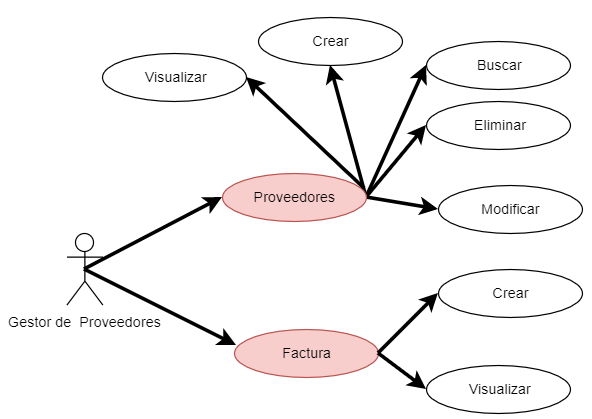 Crear
Visualizar
Buscar
Eliminar
Proveedores
Modificar
Gestor de  Proveedores
Crear
Factura
Visualizar